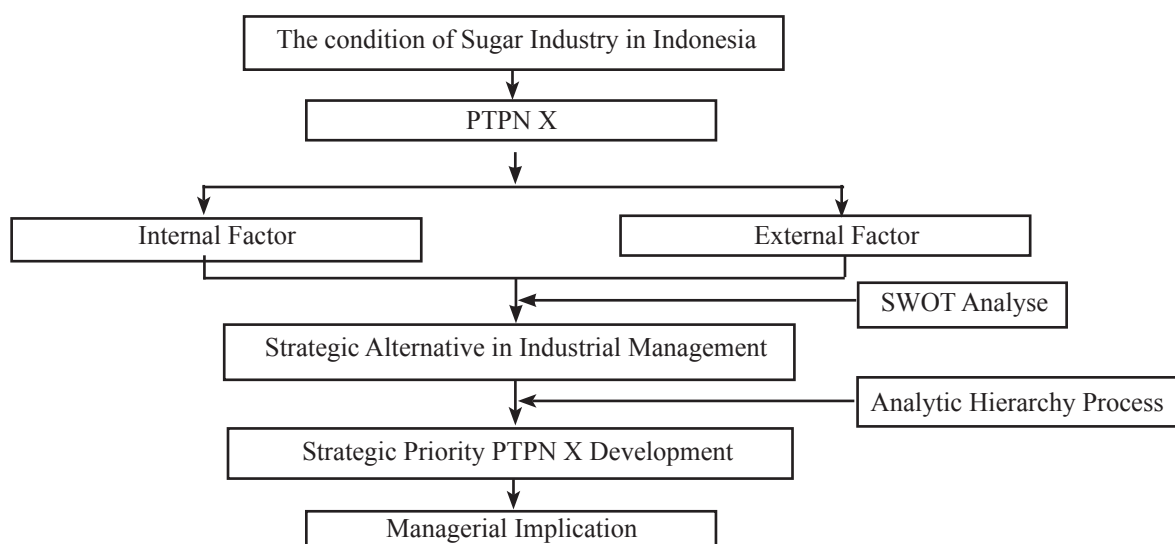 The condition of Sugar Industry in Indonesia
PTPN X
Internal Factor
External Factor
SWOT Analyse
Strategic Alternative in Industrial Management
Analytic Hierarchy Process
Strategic Priority PTPN X Development
Managerial Implication